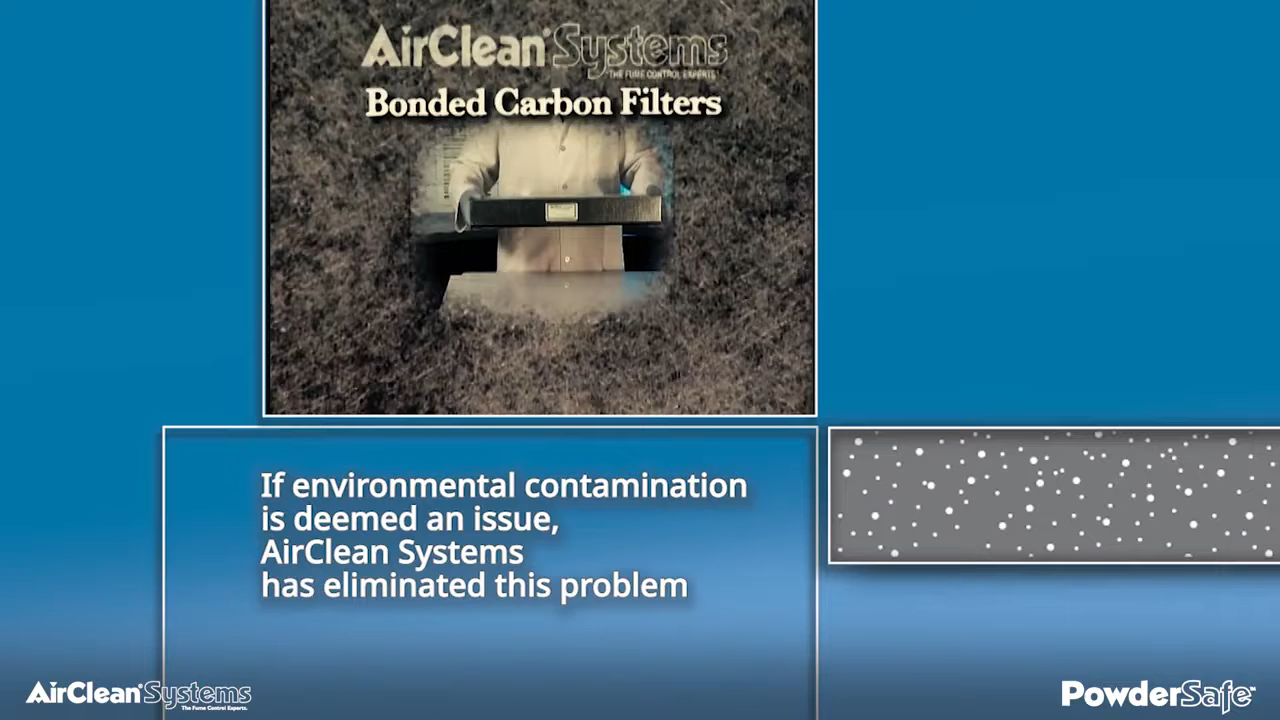 AirClean® Systems
THE FUME CONTROL EXPERTS
Bonded Carbon Filters
If environmental contamination
is deemed an issue,
AirClean Systems
has eliminated this problem
AirClean® Systems
The Fume Control Experts.
PowderSafe™